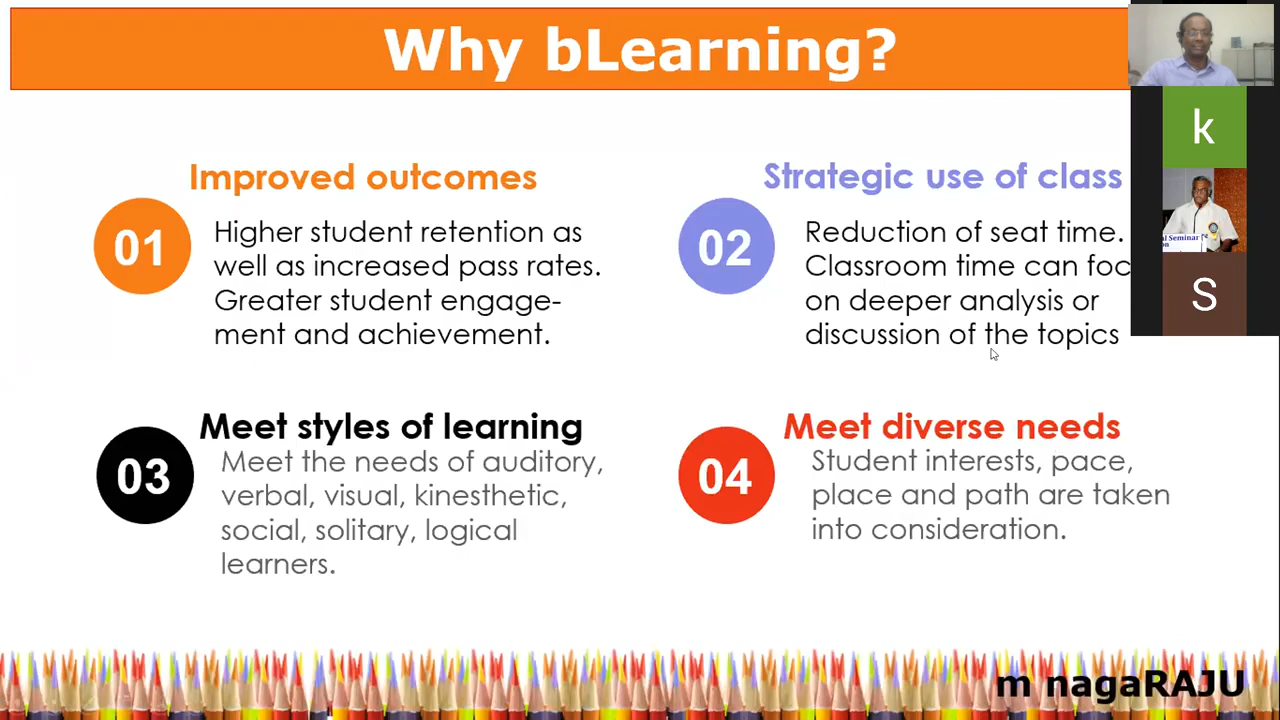 Why bLearning?
k
S
Improved outcomes
01
Higher student retention as
well as increased pass rates.
Greater student engage-
ment and achievement.
Strategic use of class
02
Reduction of seat time.
Classroom time can foc
on deeper analysis or
discussion of the topics
Meet styles of learning
03
Meet the needs of auditory,
verbal, visual, kinesthetic,
social, solitary, logical
learners.
Meet diverse needs
04
Student interests, pace,
place and path are taken
into consideration.
m nagaRAJU